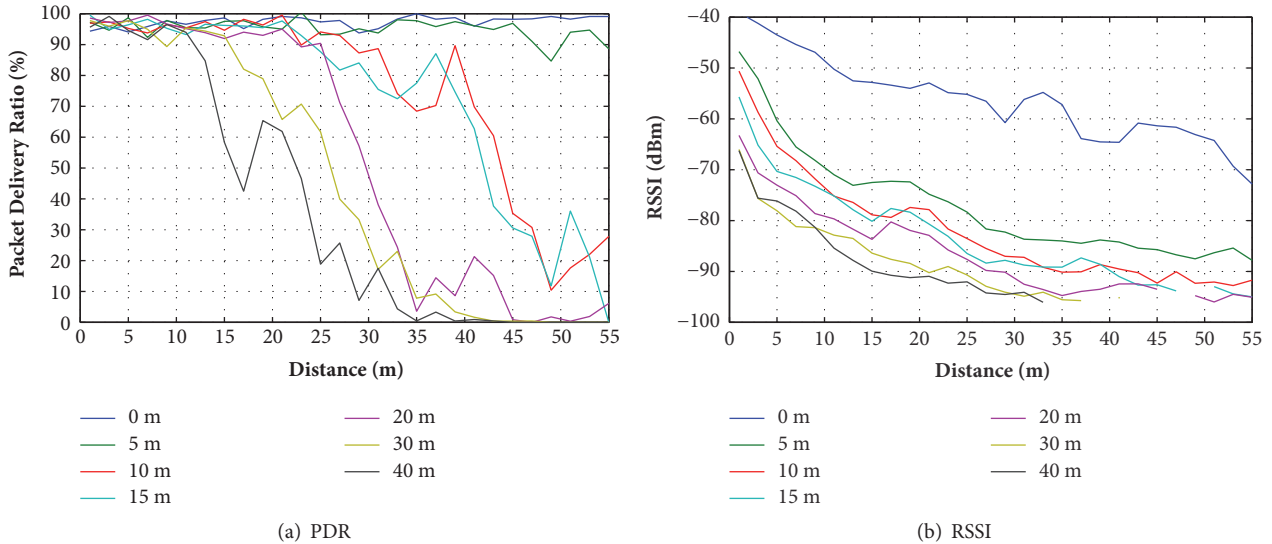 100
90
80
70
60
50
40
30
20
10
0
Packet Delivery Ratio (%)
0 5 10 15 20 25 30 35 40 45 50 55
Distance (m)
0 m
5 m
10 m
15 m
20 m
30 m
40 m
(a) PDR
−40
−50
−60
−70
−80
−90
−100
RSSI (dBm)
0 5 10 15 20 25 30 35 40 45 50 55
Distance (m)
0 m
5 m
10 m
15 m
20 m
30 m
40 m
(b) RSSI